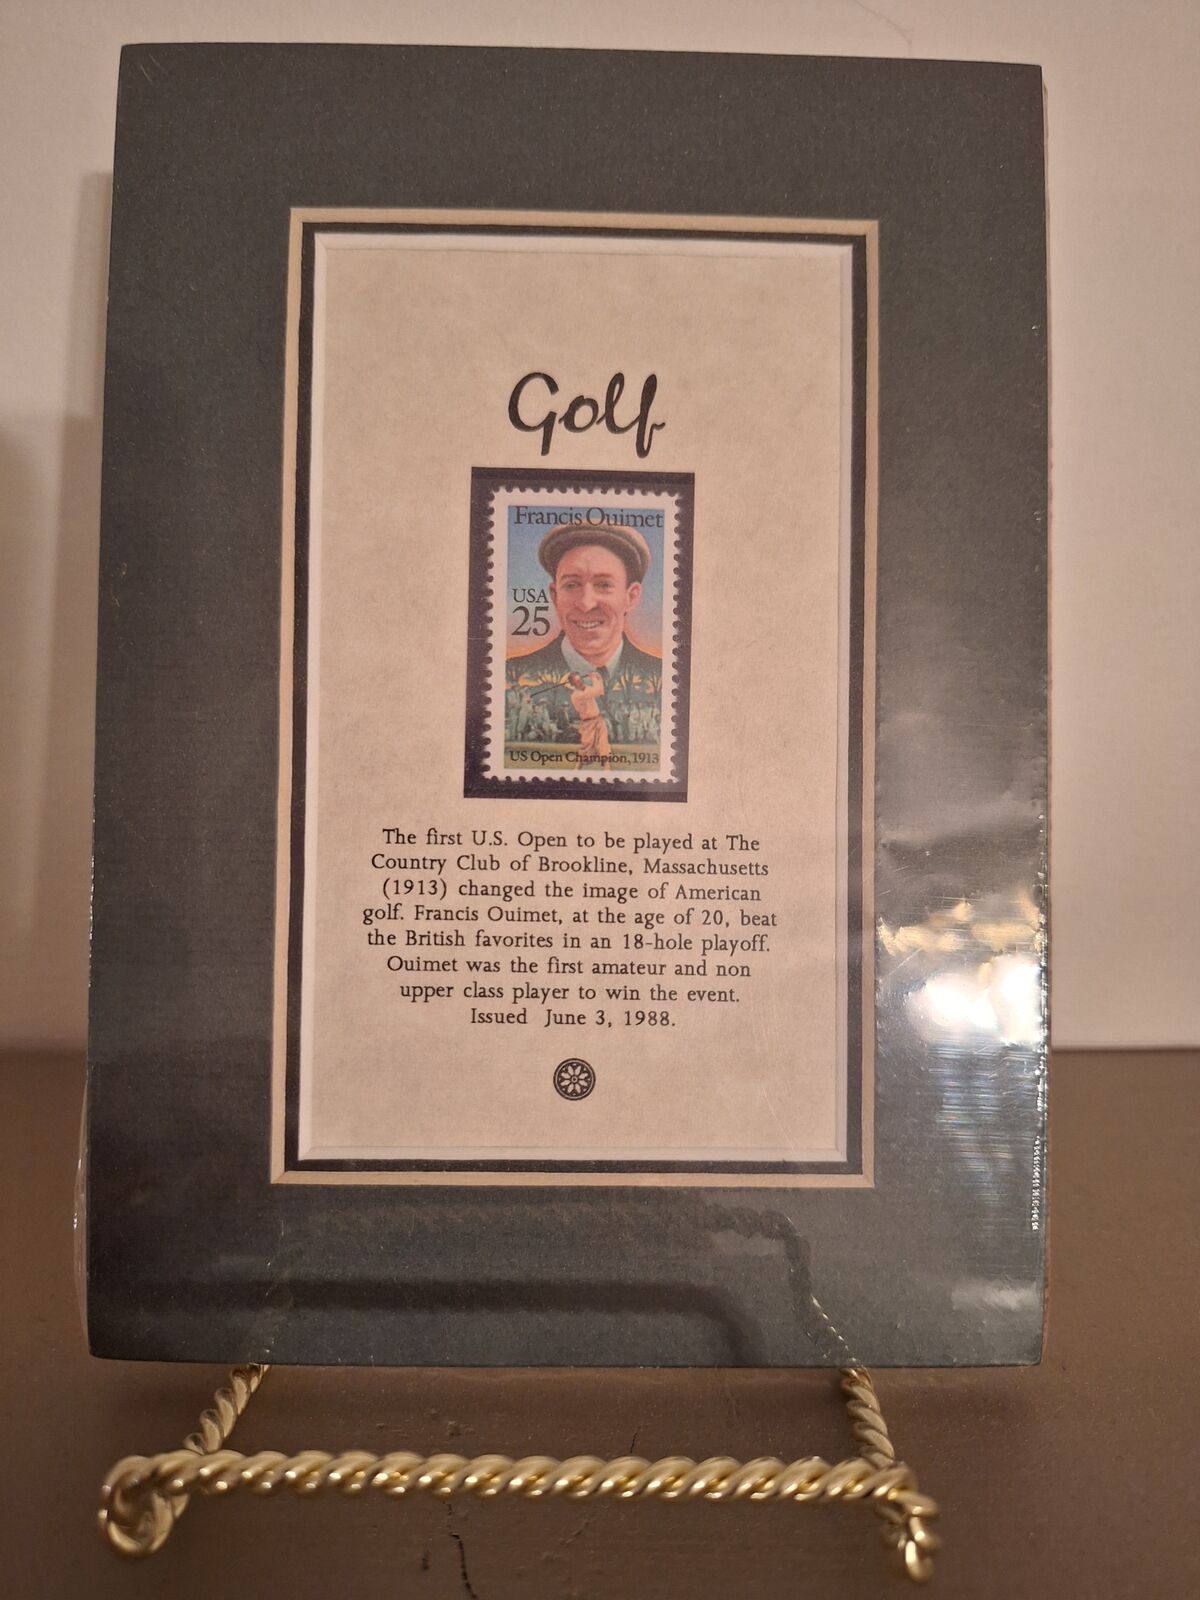 Golf
Francis Ouimet
USA
25
US Open Champion, 1913
The first U.S. Open to be played at The
Country Club of Brookline, Massachusetts
(1913) changed the image of American
golf. Francis Ouimet, at the age of 20, beat
the British favorites in an 18-hole playoff.
Ouimet was the first amateur and non
upper class player to win the event.
Issued June 3, 1988.